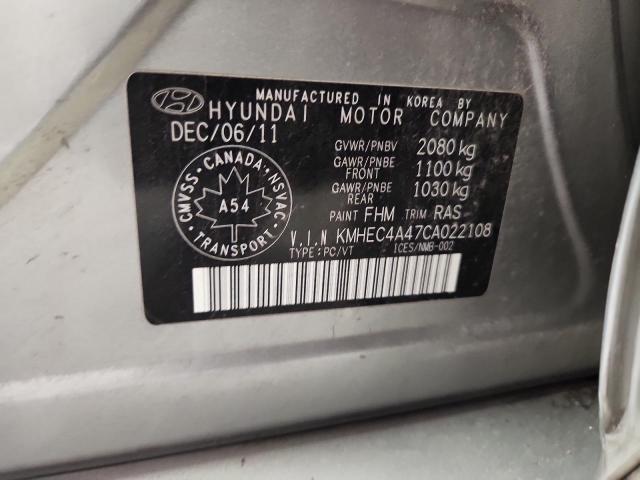 MANUFACTURED IN KOREA BY
HYUNDAI MOTOR COMPANY
DEC/06/11
GVWR/PNBV 2080 kg
GAWR/PNBE FRONT 1100 kg
GAWR/PNBE REAR 1030 kg
PAINT FHM TRIM RAS
CANADA
CMVSS NSVAC
A54
TRANSPORT
V.I.N KMHEC4A47CA022108
TYPE:PC/VT ICES/NMB-002